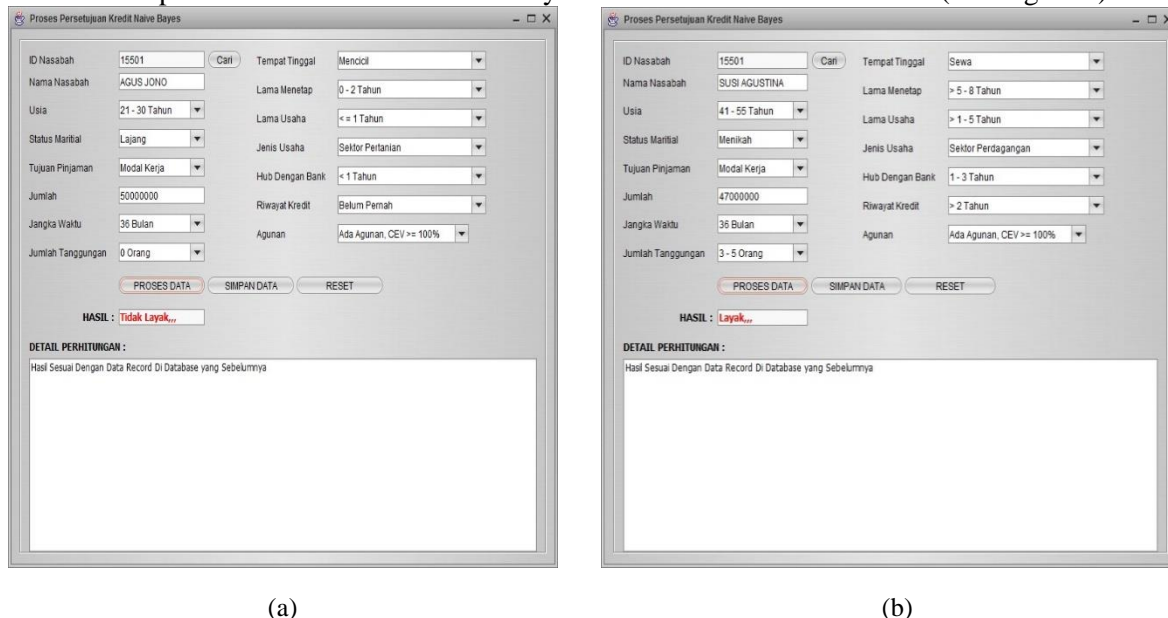 Proses Persetujuan Kredit Naive Bayes
ID Nasabah 15501 Cari Tempat Tinggal Mencicil
Nama Nasabah AGUS JONO Lama Menetap 0 - 2 Tahun
Usia 21 - 30 Tahun Lama Usaha <= 1 Tahun
Status Maritial Lajang Jenis Usaha Sektor Pertanian
Tujuan Pinjaman Modal Kerja Hub Dengan Bank < 1 Tahun
Jumlah 50000000 Riwayat Kredit Belum Pernah
Jangka Waktu 36 Bulan Agunan Ada Agunan, CEV >= 100%
Jumlah Tanggungan 0 Orang
PROSES DATA SIMPAN DATA RESET
HASIL : Tidak Layak,,,
DETAIL PERHITUNGAN :
Hasil Sesuai Dengan Data Record Di Database yang Sebelumnya
(a)
Proses Persetujuan Kredit Naive Bayes
ID Nasabah 15501 Cari Tempat Tinggal Sewa
Nama Nasabah SUSI AGUSTINA Lama Menetap > 5 - 8 Tahun
Usia 41 - 55 Tahun Lama Usaha > 1 - 5 Tahun
Status Maritial Menikah Jenis Usaha Sektor Perdagangan
Tujuan Pinjaman Modal Kerja Hub Dengan Bank 1 - 3 Tahun
Jumlah 47000000 Riwayat Kredit > 2 Tahun
Jangka Waktu 36 Bulan Agunan Ada Agunan, CEV >= 100%
Jumlah Tanggungan 3 - 5 Orang
PROSES DATA SIMPAN DATA RESET
HASIL : Layak,,,
DETAIL PERHITUNGAN :
Hasil Sesuai Dengan Data Record Di Database yang Sebelumnya
(b)